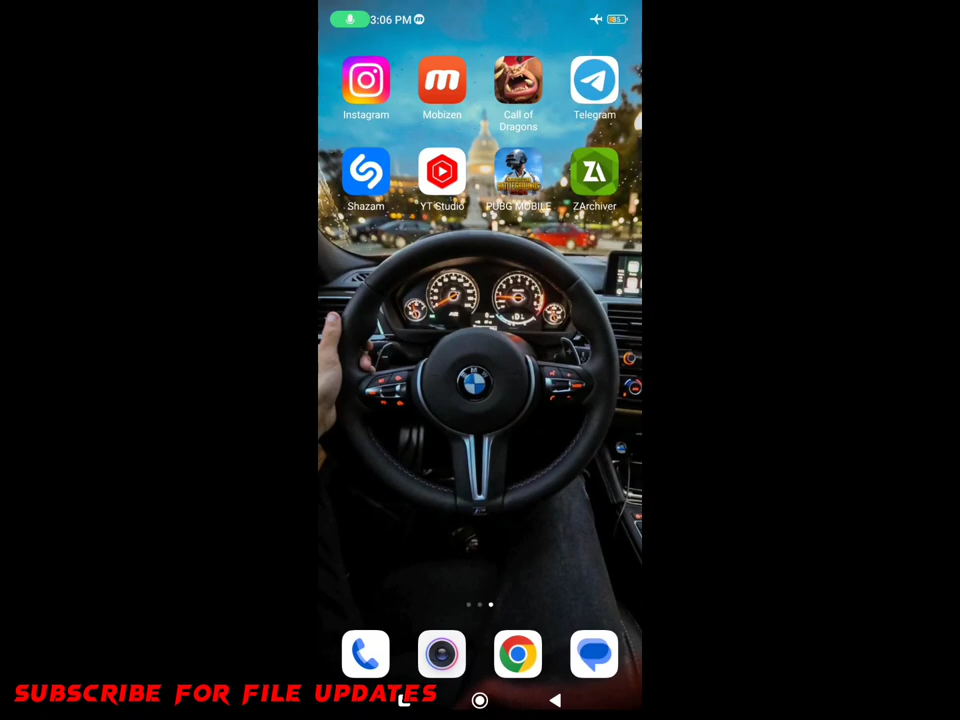 3:06 PM
85
Instagram
Mobizen
Call of
Dragons
Telegram
Shazam
YT Studio
PUBG MOBILE
ZArchiver
SUBSCRIBE FOR FILE UPDATES